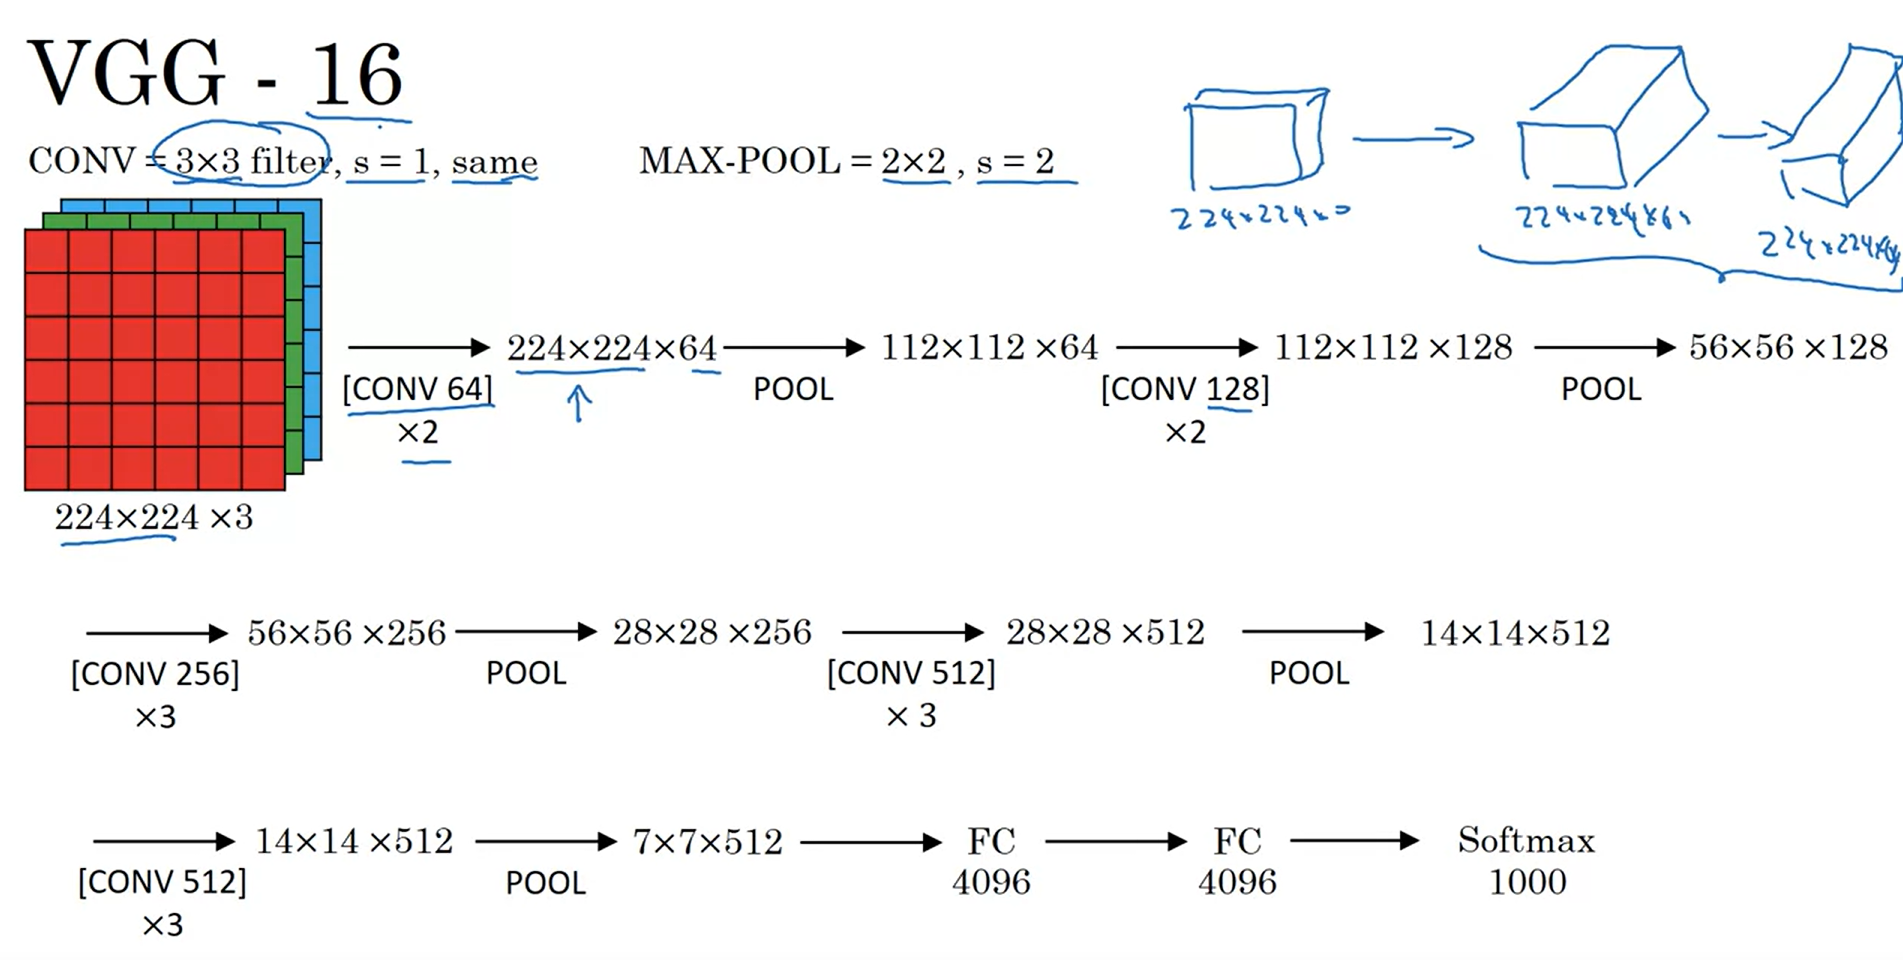 VGG - 16
CONV = 3×3 filter, s = 1, same
MAX-POOL = 2×2 , s = 2
224×224×
224×224×6
224×224×64
224×224 ×3
[CONV 64]
×2
224×224×64
POOL
112×112 ×64
[CONV 128]
×2
112×112 ×128
POOL
56×56 ×128
[CONV 256]
×3
56×56 ×256
POOL
28×28 ×256
[CONV 512]
× 3
28×28 ×512
POOL
14×14×512
[CONV 512]
×3
14×14 ×512
POOL
7×7×512
FC
4096
FC
4096
Softmax
1000